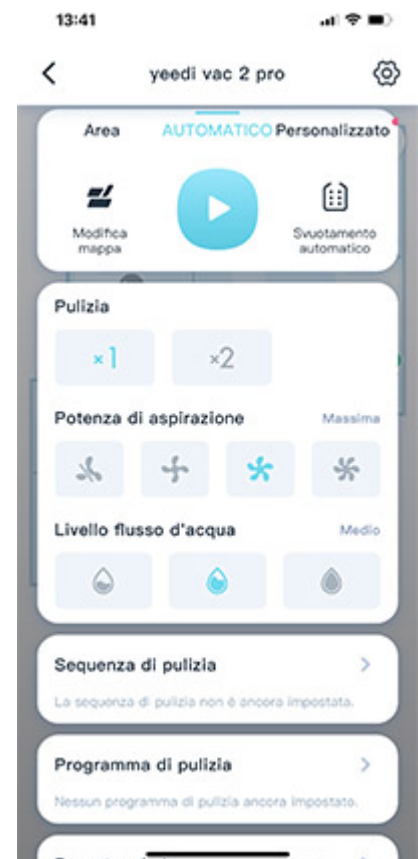 13:41
yeedi vac 2 pro
Area AUTOMATICO Personalizzato
Modifica
mappa
Svuotamento
automatico
Pulizia
×1 ×2
Potenza di aspirazione Massima
Livello flusso d'acqua Medio
Sequenza di pulizia
La sequenza di pulizia non è ancora impostata.
Programma di pulizia
Nessun programma di pulizia ancora impostato.